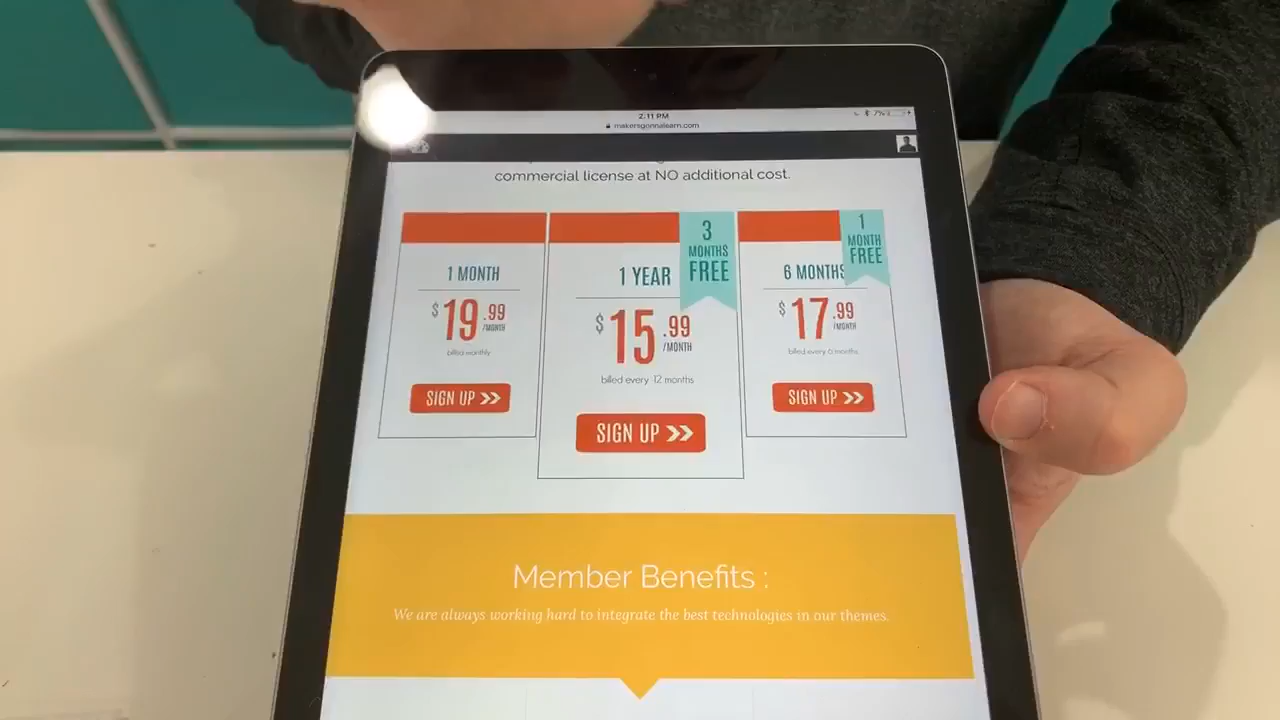 2:11 PM
makersgonnalearn.com
commercial license at NO additional cost.
1 MONTH
$19.99
/MONTH
billed monthly
SIGN UP
3
MONTHS
FREE
1 YEAR
$15.99
/MONTH
billed every 12 months
SIGN UP
1
MONTH
FREE
6 MONTHS
$17.99
/MONTH
billed every 6 months
SIGN UP
Member Benefits :
We are always working hard to integrate the best technologies in our themes.